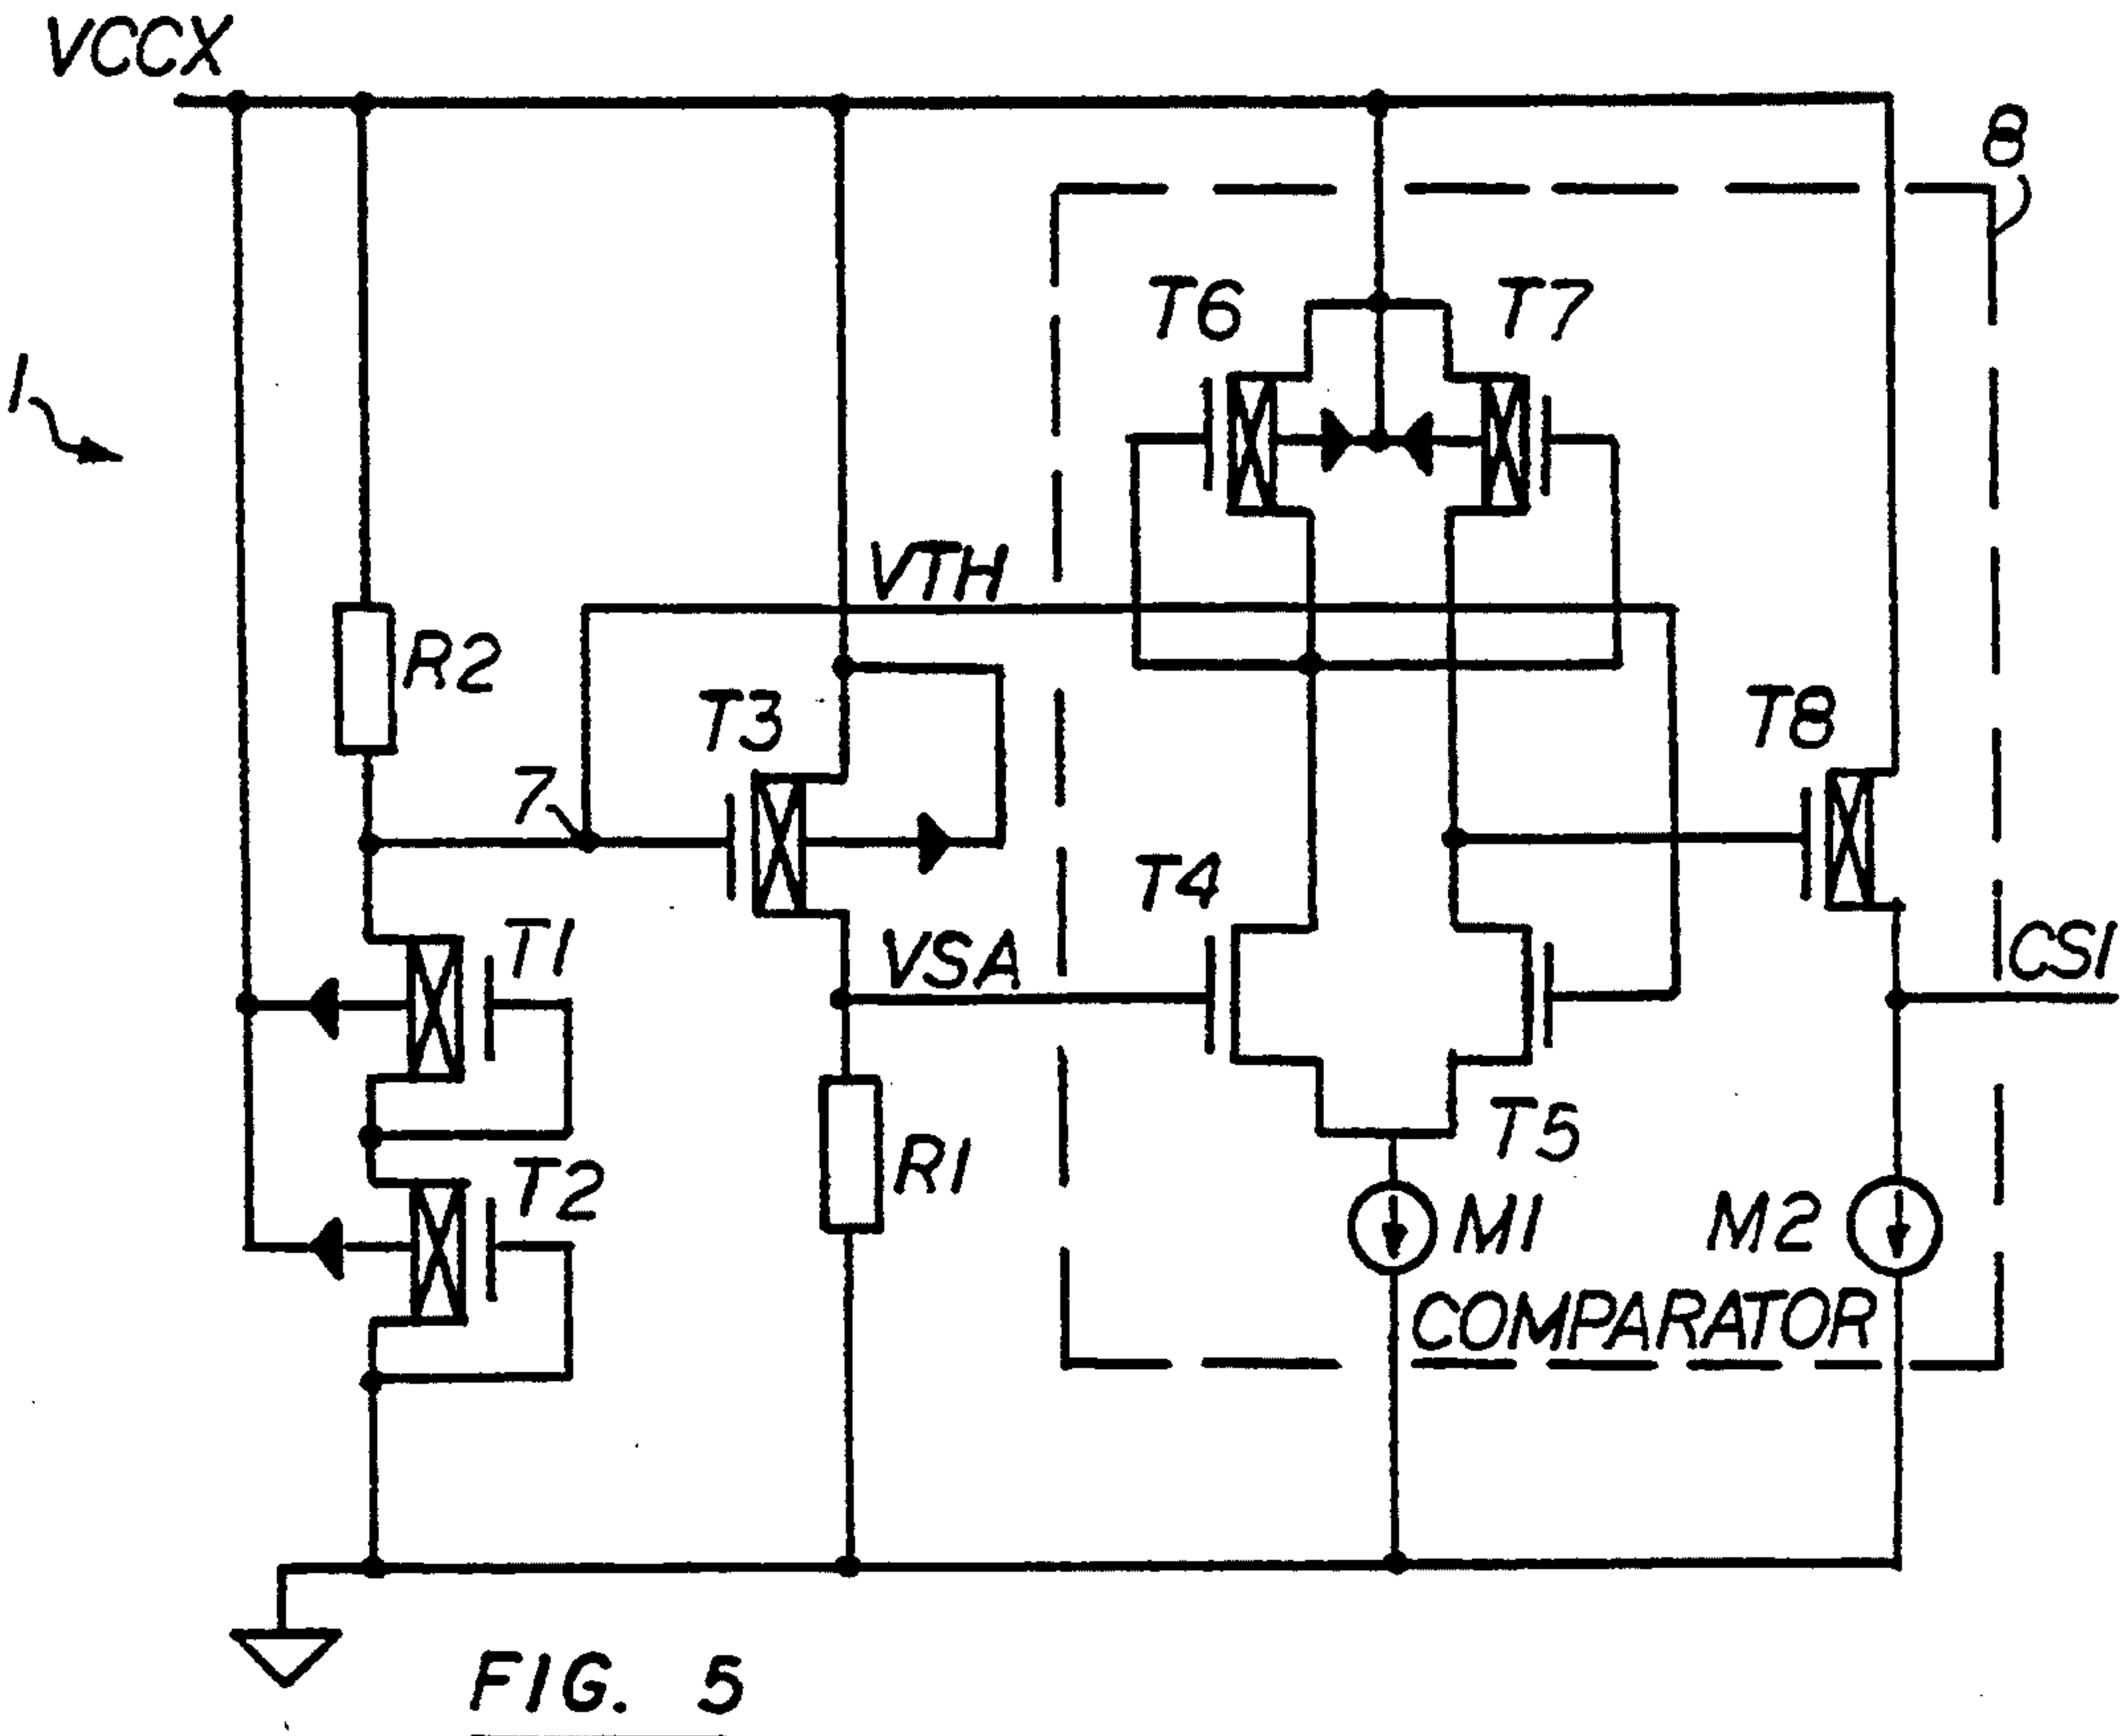 VCCX
8
T6
T7
1
VTH
R2
T3
T8
7
T4
T1
VSA
CS1
T5
T2
R1
M1
M2
COMPARATOR
FIG. 5